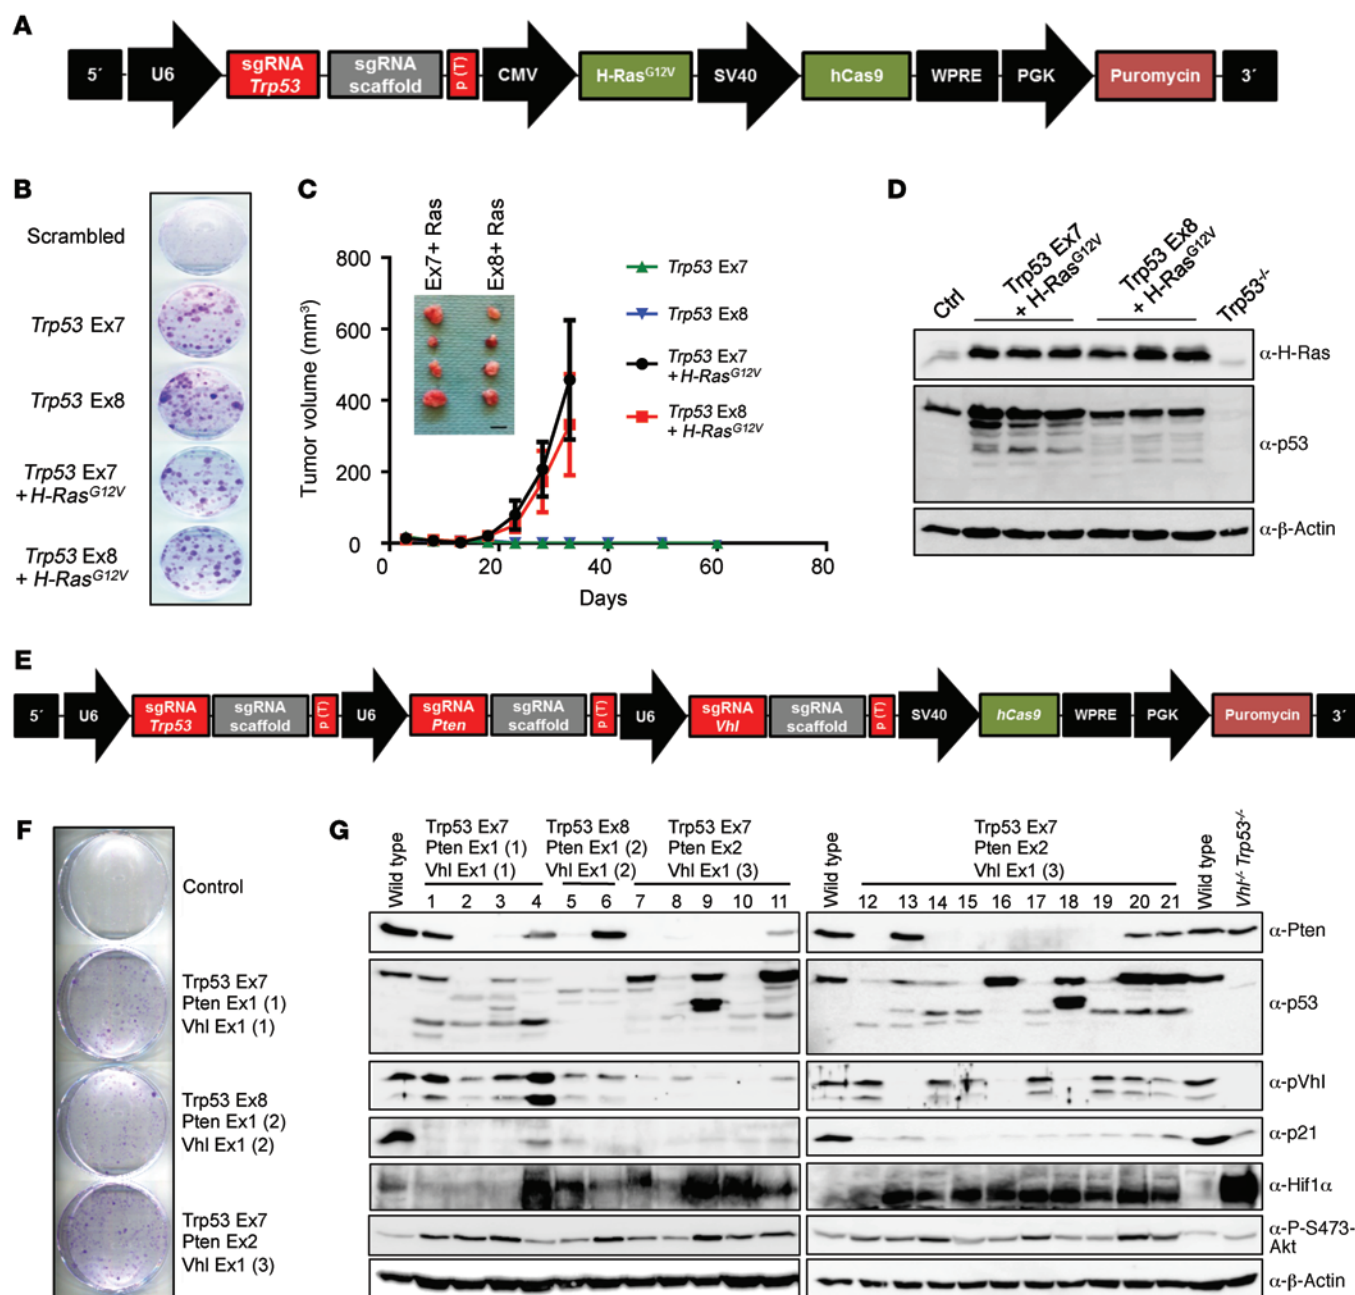 A
5´ U6 sgRNA Trp53 sgRNA scaffold p (T) CMV H-RasG12V SV40 hCas9 WPRE PGK Puromycin 3´
B
Scrambled
Trp53 Ex7
Trp53 Ex8
Trp53 Ex7
+ H-RasG12V
Trp53 Ex8
+ H-RasG12V
C
Tumor volume (mm3)
800
600
400
200
0
0 20 40 60 80
Days
Ex7+ Ras
Ex8+ Ras
Trp53 Ex7
Trp53 Ex8
Trp53 Ex7
+ H-RasG12V
Trp53 Ex8
+ H-RasG12V
D
Ctrl
Trp53 Ex7
+ H-RasG12V
Trp53 Ex8
+ H-RasG12V
Trp53-/-
α-H-Ras
α-p53
α-β-Actin
E
5´ U6 sgRNA Trp53 sgRNA scaffold p (T) U6 sgRNA Pten sgRNA scaffold p (T) U6 sgRNA Vhl sgRNA scaffold p (T) SV40 hCas9 WPRE PGK Puromycin 3´
F
Control
Trp53 Ex7
Pten Ex1 (1)
Vhl Ex1 (1)
Trp53 Ex8
Pten Ex1 (2)
Vhl Ex1 (2)
Trp53 Ex7
Pten Ex2
Vhl Ex1 (3)
G
Wild type
Trp53 Ex7
Pten Ex1 (1)
Vhl Ex1 (1)
Trp53 Ex8
Pten Ex1 (2)
Vhl Ex1 (2)
Trp53 Ex7
Pten Ex2
Vhl Ex1 (3)
1 2 3 4 5 6 7 8 9 10 11
Wild type
Trp53 Ex7
Pten Ex2
Vhl Ex1 (3)
12 13 14 15 16 17 18 19 20 21
Wild type
Vhl-/- Trp53-/-
α-Pten
α-p53
α-pVhl
α-p21
α-Hif1α
α-P-S473-
Akt
α-β-Actin